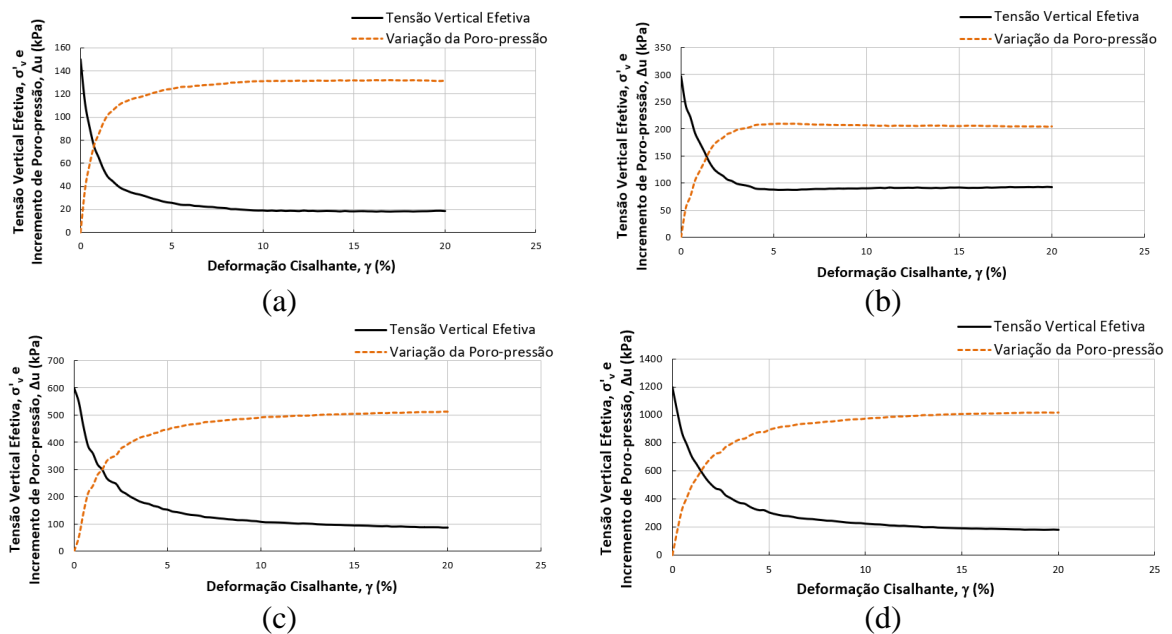 Tensão Vertical Efetiva
Variação da Poro-pressão
Tensão Vertical Efetiva, σ'v e
Incremento de Poro-pressão, Δu (kPa)
160
140
120
100
80
60
40
20
0
0 5 10 15 20 25
Deformação Cisalhante, γ (%)
(a)
Tensão Vertical Efetiva
Variação da Poro-pressão
Tensão Vertical Efetiva, σ'v e
Incremento de Poro-pressão, Δu (kPa)
350
300
250
200
150
100
50
0
0 5 10 15 20 25
Deformação Cisalhante, γ (%)
(b)
Tensão Vertical Efetiva
Variação da Poro-pressão
Tensão Vertical Efetiva, σ'v e
Incremento de Poro-pressão, Δu (kPa)
700
600
500
400
300
200
100
0
0 5 10 15 20 25
Deformação Cisalhante, γ (%)
(c)
Tensão Vertical Efetiva
Variação da Poro-pressão
Tensão Vertical Efetiva, σ'v e
Incremento de Poro-pressão, Δu (kPa)
1400
1200
1000
800
600
400
200
0
0 5 10 15 20 25
Deformação Cisalhante, γ (%)
(d)